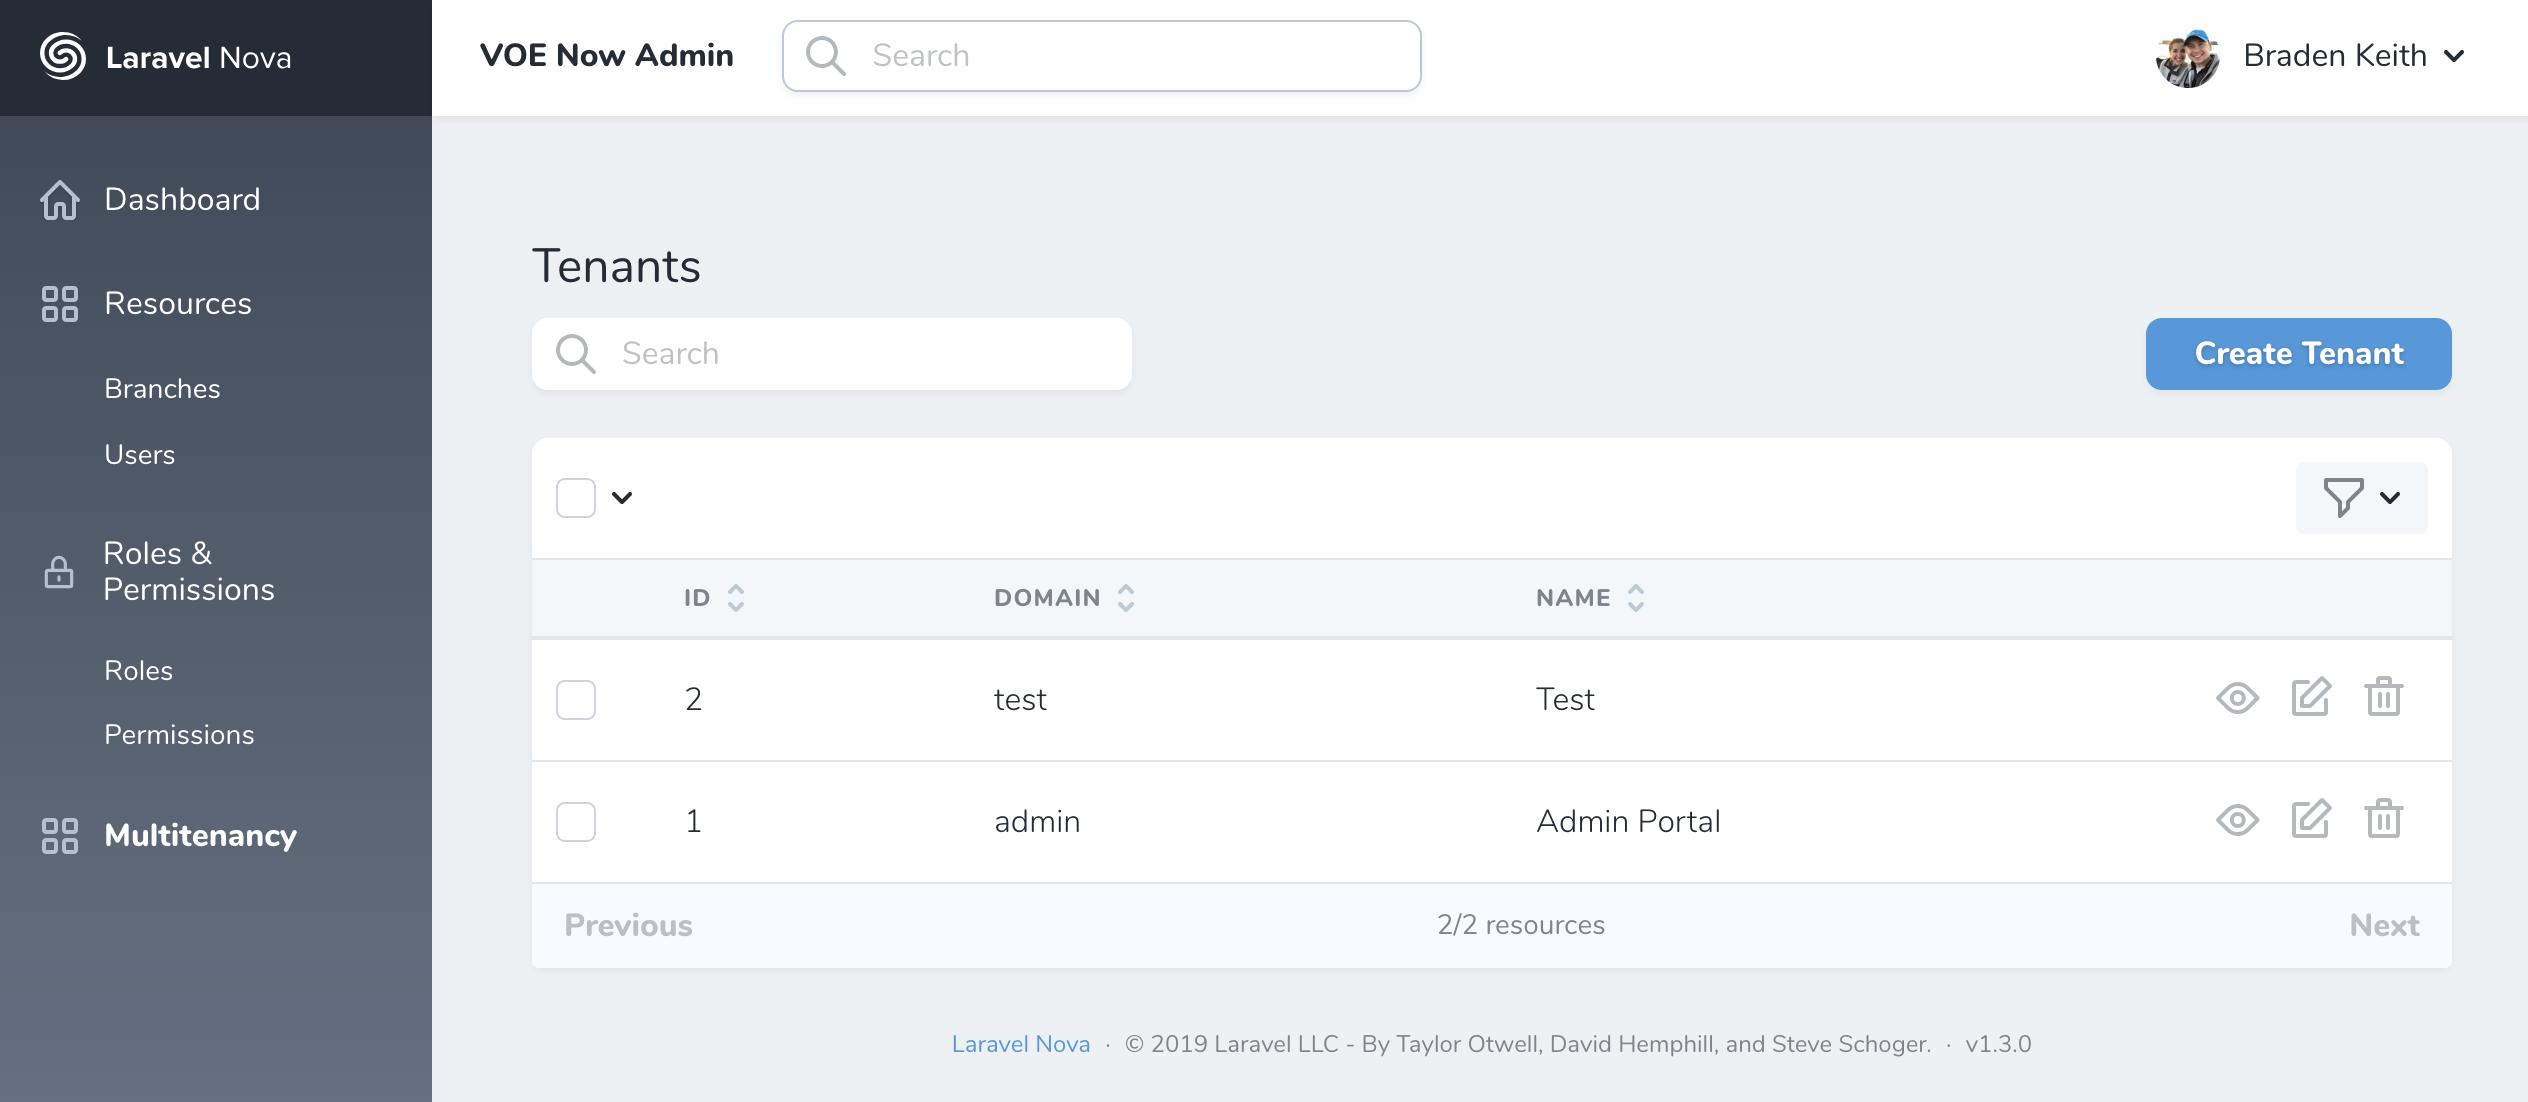 Laravel Nova
VOE Now Admin
Search
Braden Keith
Dashboard
Resources
Branches
Users
Roles &
Permissions
Roles
Permissions
Multitenancy
Tenants
Search
Create Tenant
ID DOMAIN NAME
2 test Test
1 admin Admin Portal
Previous 2/2 resources Next
Laravel Nova · © 2019 Laravel LLC - By Taylor Otwell, David Hemphill, and Steve Schoger. · v1.3.0